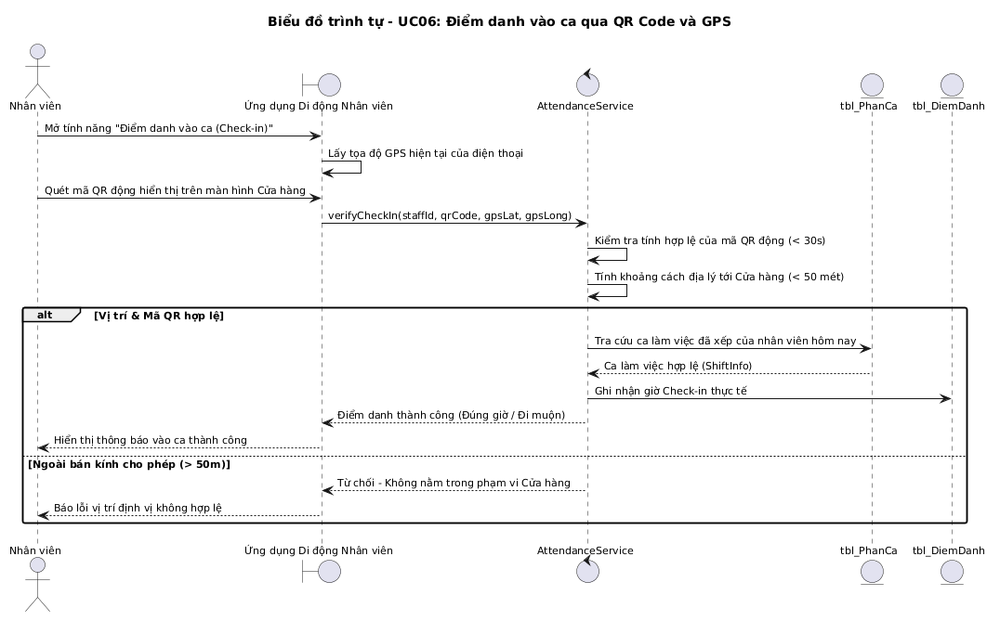 Biểu đồ trình tự - UC06: Điểm danh vào ca qua QR Code và GPS
Nhân viên
Ứng dụng Di động Nhân viên
AttendanceService
tbl_PhanCa
tbl_DiemDanh
Mở tính năng "Điểm danh vào ca (Check-in)"
Lấy tọa độ GPS hiện tại của điện thoại
Quét mã QR động hiển thị trên màn hình Cửa hàng
verifyCheckIn(staffId, qrCode, gpsLat, gpsLong)
Kiểm tra tính hợp lệ của mã QR động (< 30s)
Tính khoảng cách địa lý tới Cửa hàng (< 50 mét)
alt
[Vị trí & Mã QR hợp lệ]
Tra cứu ca làm việc đã xếp của nhân viên hôm nay
Ca làm việc hợp lệ (ShiftInfo)
Ghi nhận giờ Check-in thực tế
Điểm danh thành công (Đúng giờ / Đi muộn)
Hiển thị thông báo vào ca thành công
[Ngoài bán kính cho phép (> 50m)]
Từ chối - Không nằm trong phạm vi Cửa hàng
Báo lỗi vị trí định vị không hợp lệ
Nhân viên
Ứng dụng Di động Nhân viên
AttendanceService
tbl_PhanCa
tbl_DiemDanh